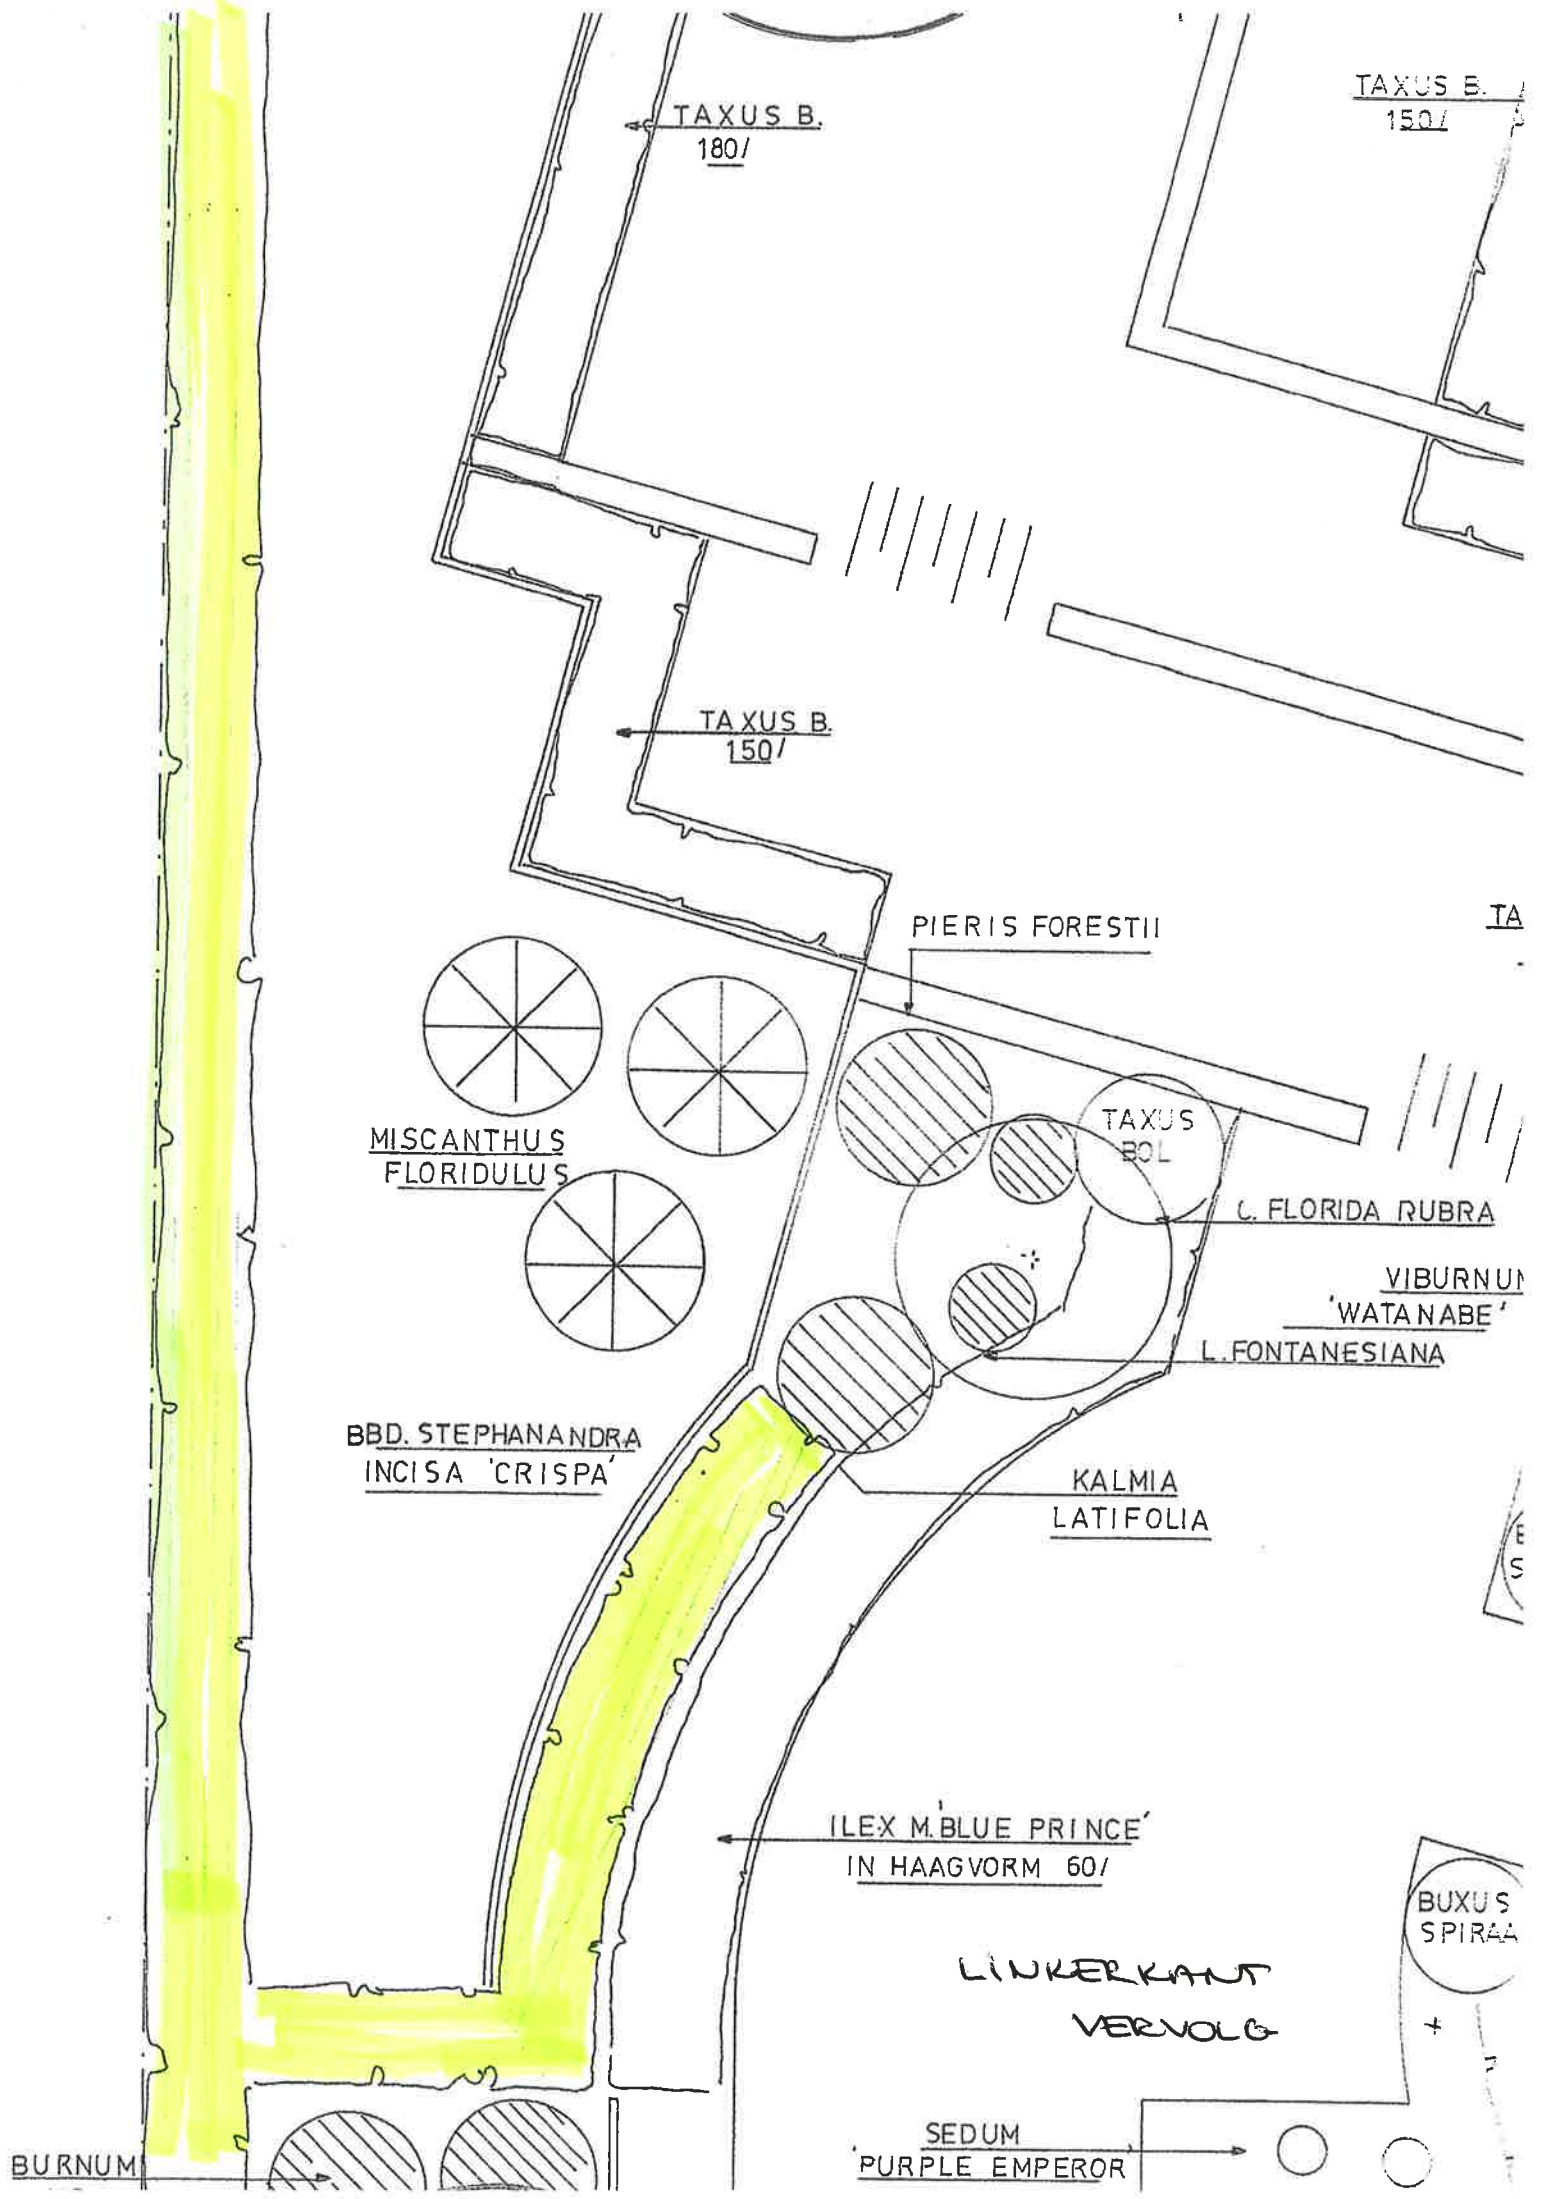 TAXUS B.
150/
TAXUS B.
180/
TAXUS B.
150/
PIERIS FORESTII
TA
MISCANTHUS
FLORIDULUS
TAXUS
BOL
C. FLORIDA RUBRA
VIBURNUM
'WATANABE'
L. FONTANESIANA
BBD. STEPHANANDRA
INCISA 'CRISPA'
KALMIA
LATIFOLIA
ILEX M.'BLUE PRINCE'
IN HAAGVORM 60/
BUXUS
SPIRAA
LINKERKANT
VERVOLG
SEDUM
'PURPLE EMPEROR'
BURNUM